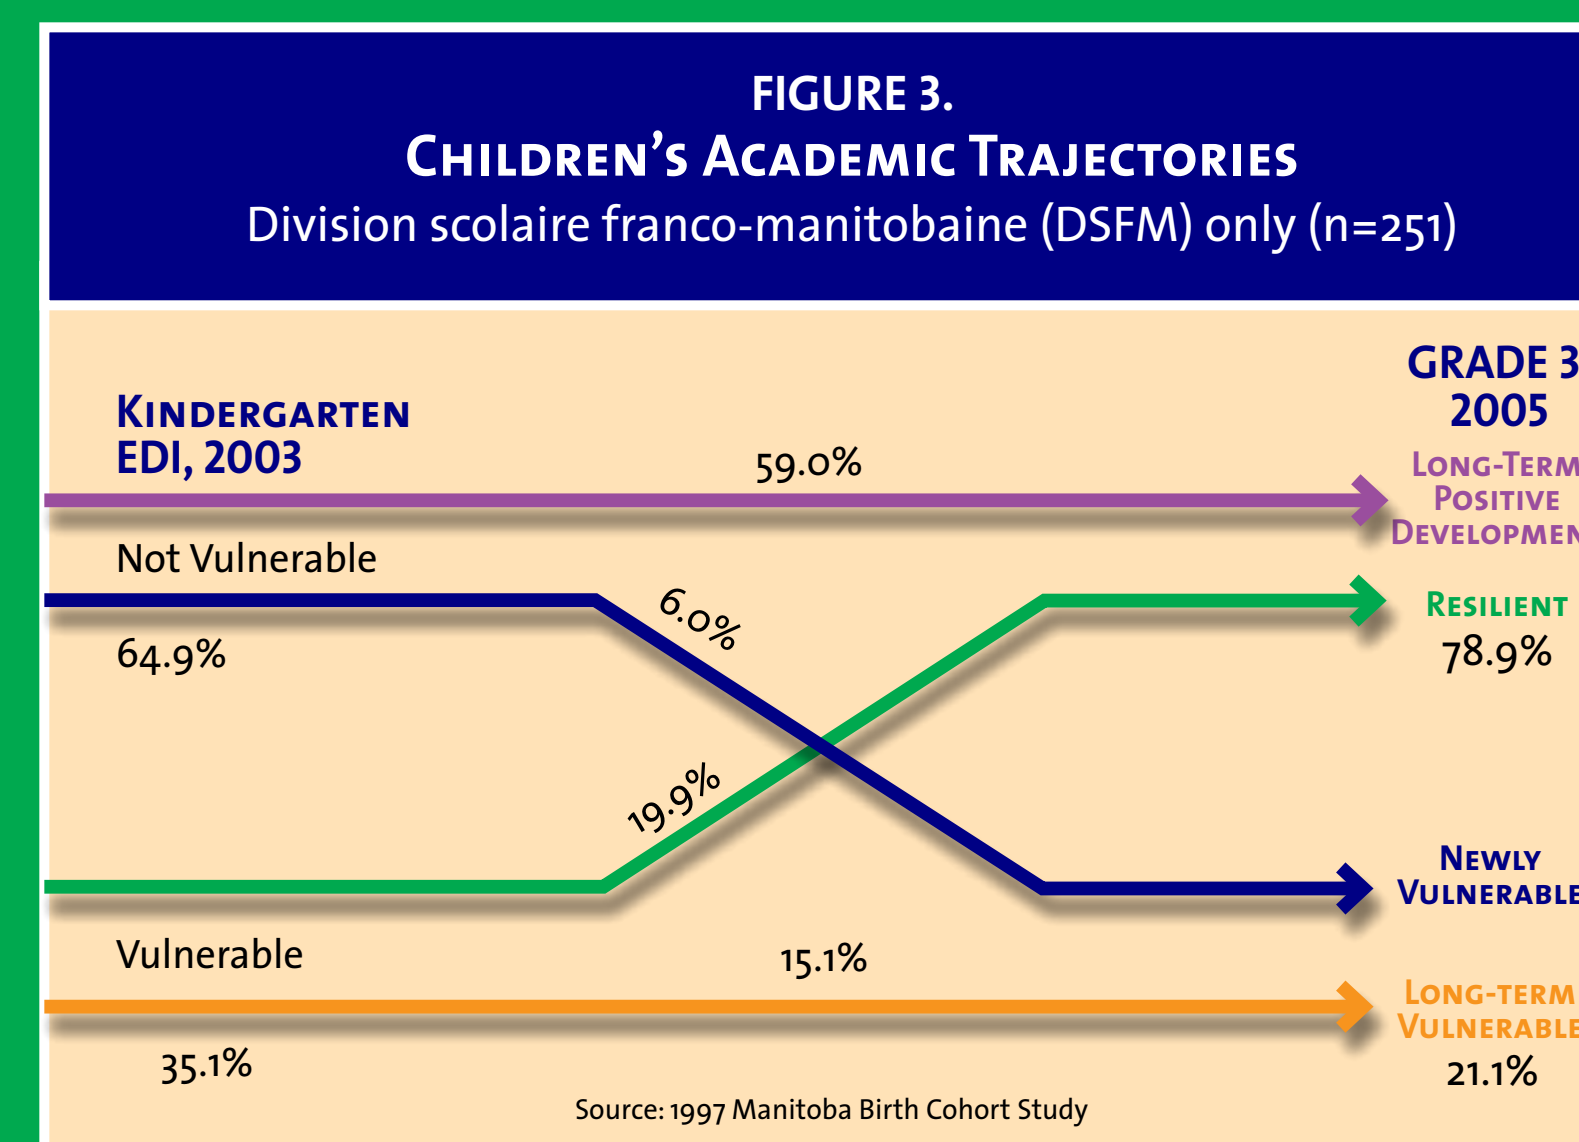 FIGURE 3.
CHILDREN'S ACADEMIC TRAJECTORIES
Division scolaire franco-manitobaine (DSFM) only (n=251)
KINDERGARTEN
EDI, 2003
GRADE 3
2005
59.0%
LONG-TERM
POSITIVE
DEVELOPMEN
Not Vulnerable
64.9%
6.0%
RESILIENT
78.9%
19.9%
NEWLY
VULNERABLE
Vulnerable
15.1%
LONG-TERM
VULNERABLE
35.1%
21.1%
Source: 1997 Manitoba Birth Cohort Study